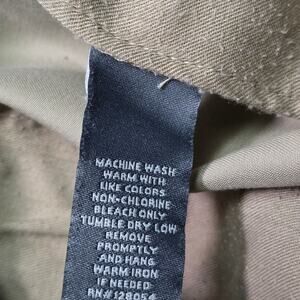 MACHINE WASH
WARM WITH
LIKE COLORS
NON-CHLORINE
BLEACH ONLY
TUMBLE DRY LOW
REMOVE
PROMPTLY
AND HANG
WARM IRON
IF NEEDED
RN#128054